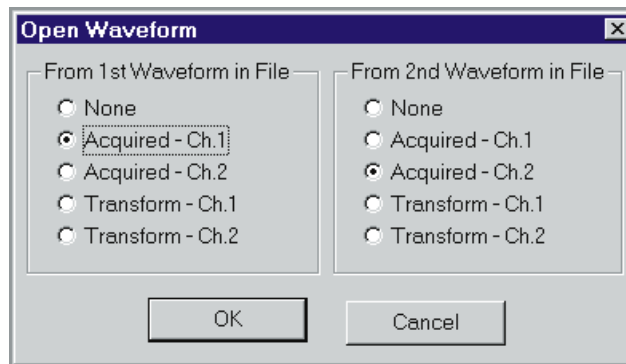 Open Waveform
From 1st Waveform in File
None
Acquired - Ch.1
Acquired - Ch.2
Transform - Ch.1
Transform - Ch.2
From 2nd Waveform in File
None
Acquired - Ch.1
Acquired - Ch.2
Transform - Ch.1
Transform - Ch.2
OK
Cancel